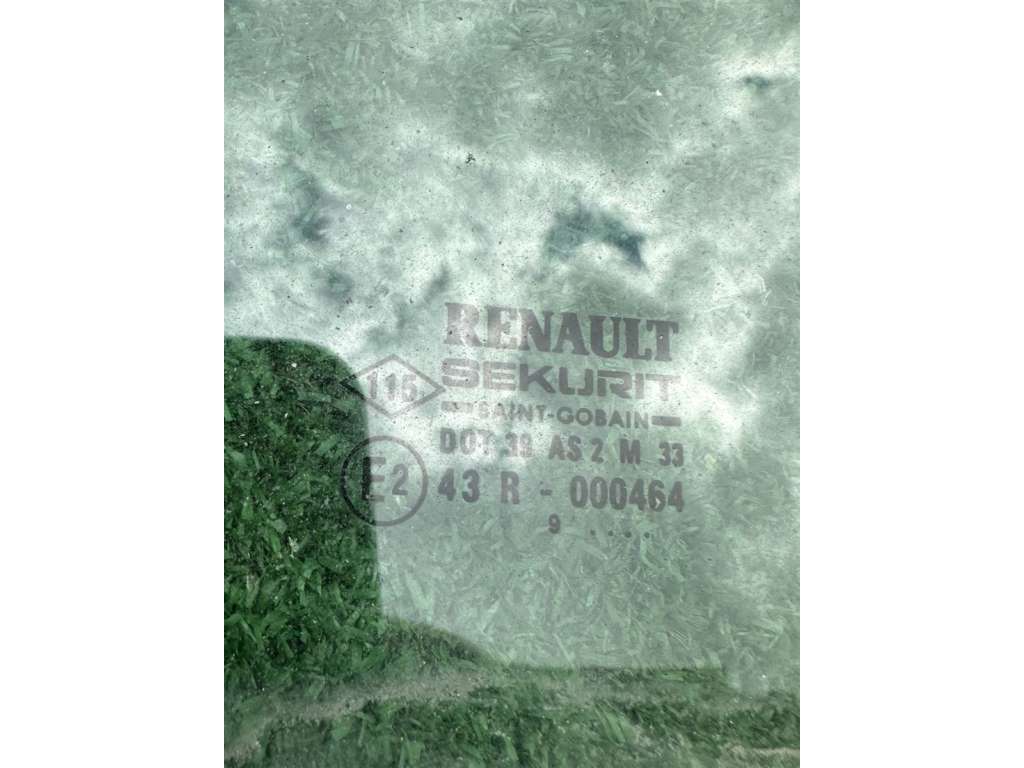 RENAULT
115 SEKURIT
SAINT-GOBAIN
DOT 38 AS 2 M 33
E2 43 R - 000464
9 ....